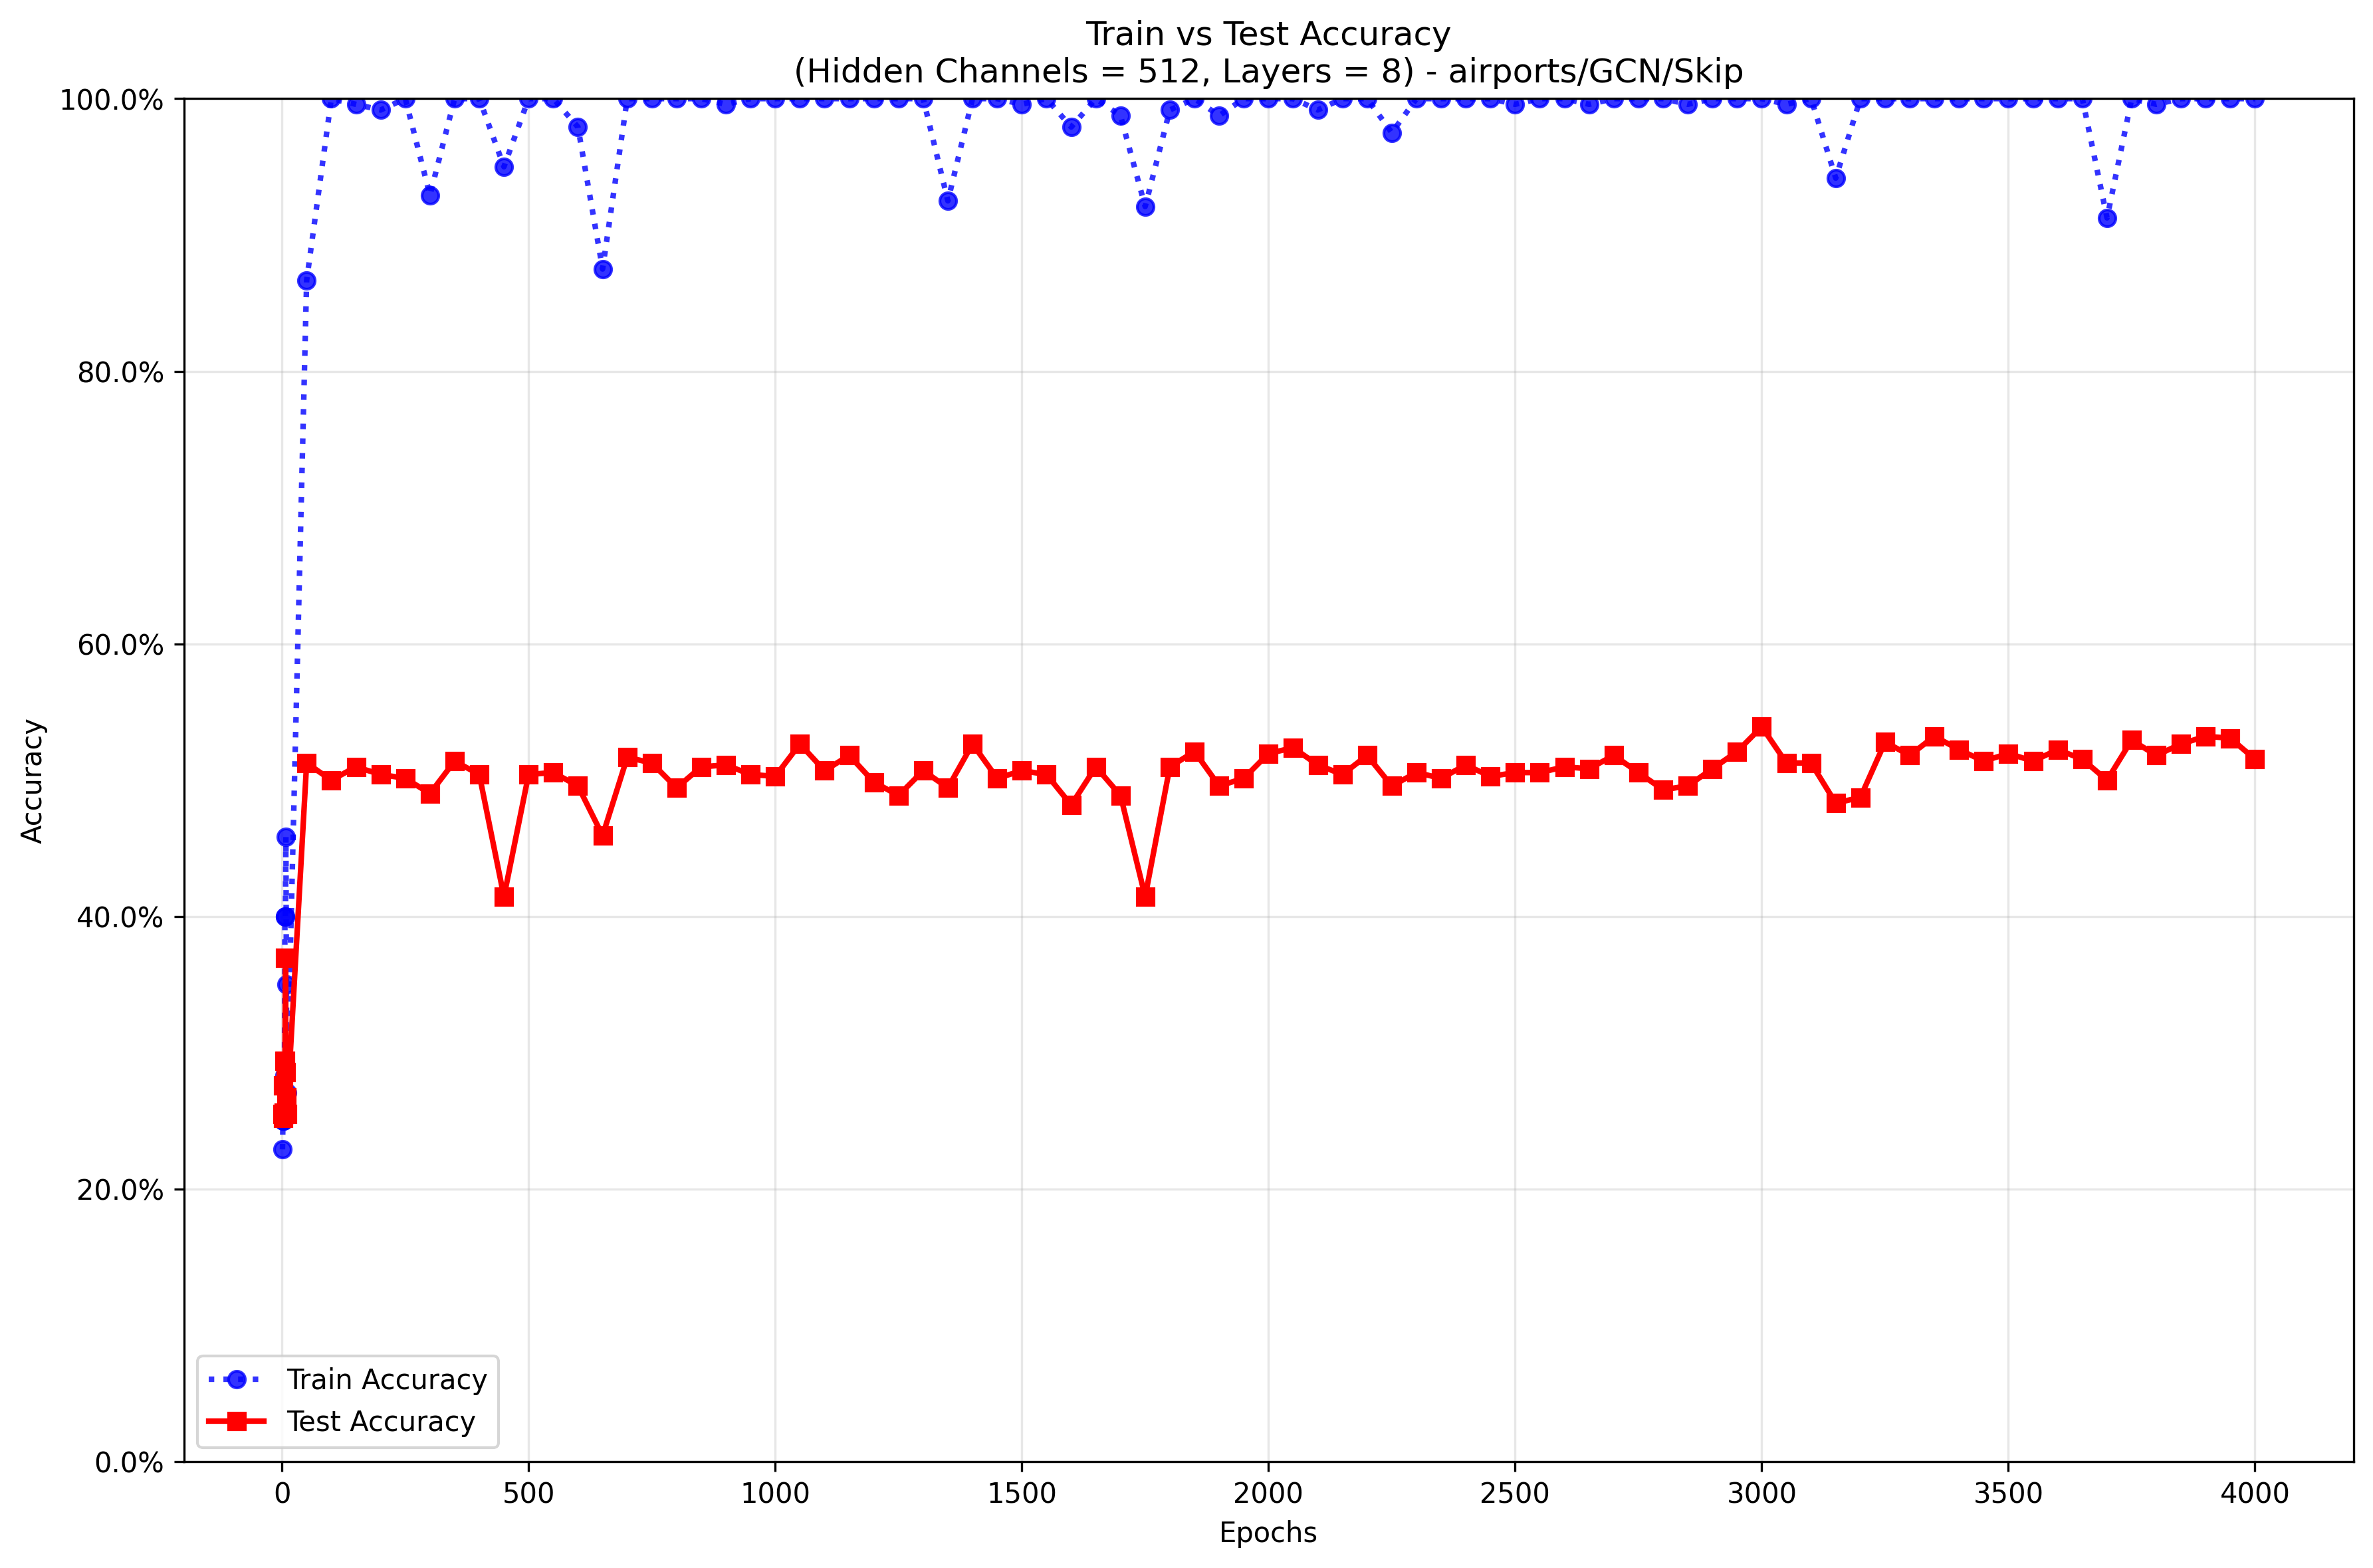 Train vs Test Accuracy
(Hidden Channels = 512, Layers = 8) - airports/GCN/Skip
100.0%
80.0%
60.0%
40.0%
20.0%
0.0%
Accuracy
Train Accuracy
Test Accuracy
0 500 1000 1500 2000 2500 3000 3500 4000
Epochs